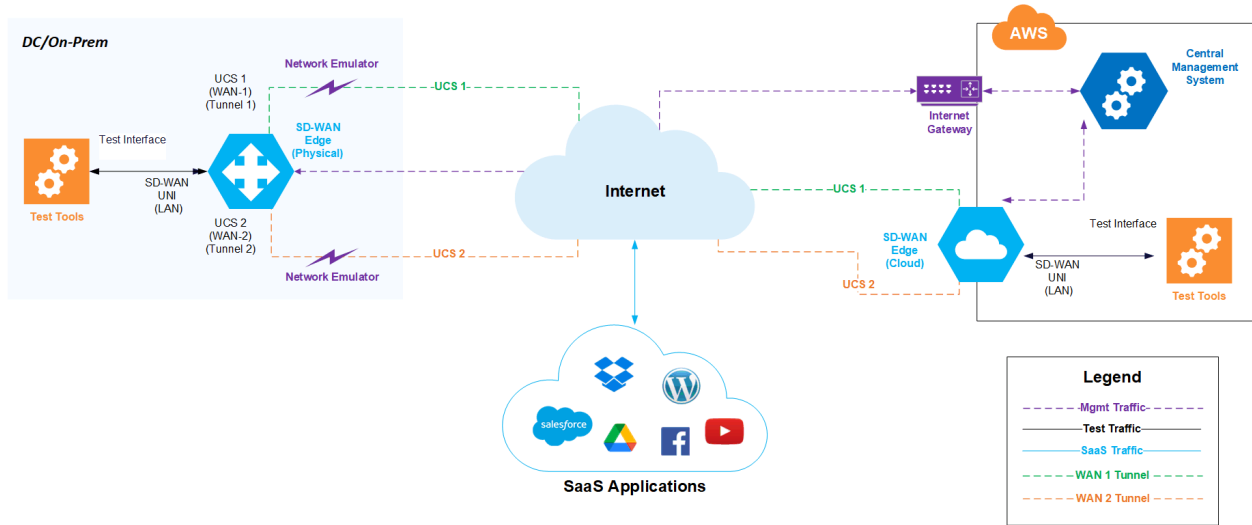 DC/On-Prem
UCS 1
(WAN-1)
(Tunnel 1)
Network Emulator
UCS 1
Test Interface
SD-WAN
Edge
(Physical)
SD-WAN
UNI
(LAN)
Test Tools
UCS 2
(WAN-2)
(Tunnel 2)
Network Emulator
UCS 2
Internet
AWS
Internet
Gateway
Central
Management
System
UCS 1
SD-WAN
Edge
(Cloud)
UCS 2
Test Interface
SD-WAN
UNI
(LAN)
Test Tools
salesforce
SaaS Applications
Legend
Mgmt Traffic
Test Traffic
SaaS Traffic
WAN 1 Tunnel
WAN 2 Tunnel